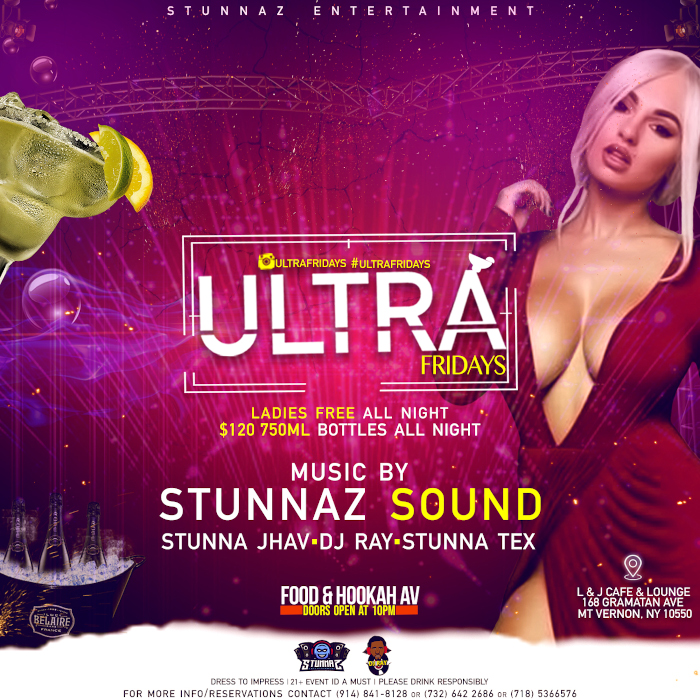 STUNNAZ ENTERTAINMENT
ULTRAFRIDAYS #ULTRAFRIDAYS
ULTRA
FRIDAYS
LADIES FREE ALL NIGHT
$120 750ML BOTTLES ALL NIGHT
MUSIC BY
STUNNAZ SOUND
STUNNA JHAV▪DJ RAY▪STUNNA TEX
FOOD & HOOKAH AV
DOORS OPEN AT 10PM
L & J CAFE & LOUNGE
168 GRAMATAN AVE
MT VERNON, NY 10550
BELAIRE
FRANCE
STUNNAZ
DRESS TO IMPRESS | 21+ EVENT ID A MUST | PLEASE DRINK RESPONSIBLY
FOR MORE INFO/RESERVATIONS CONTACT (914) 841-8128 OR (732) 642 2686 OR (718) 5366576